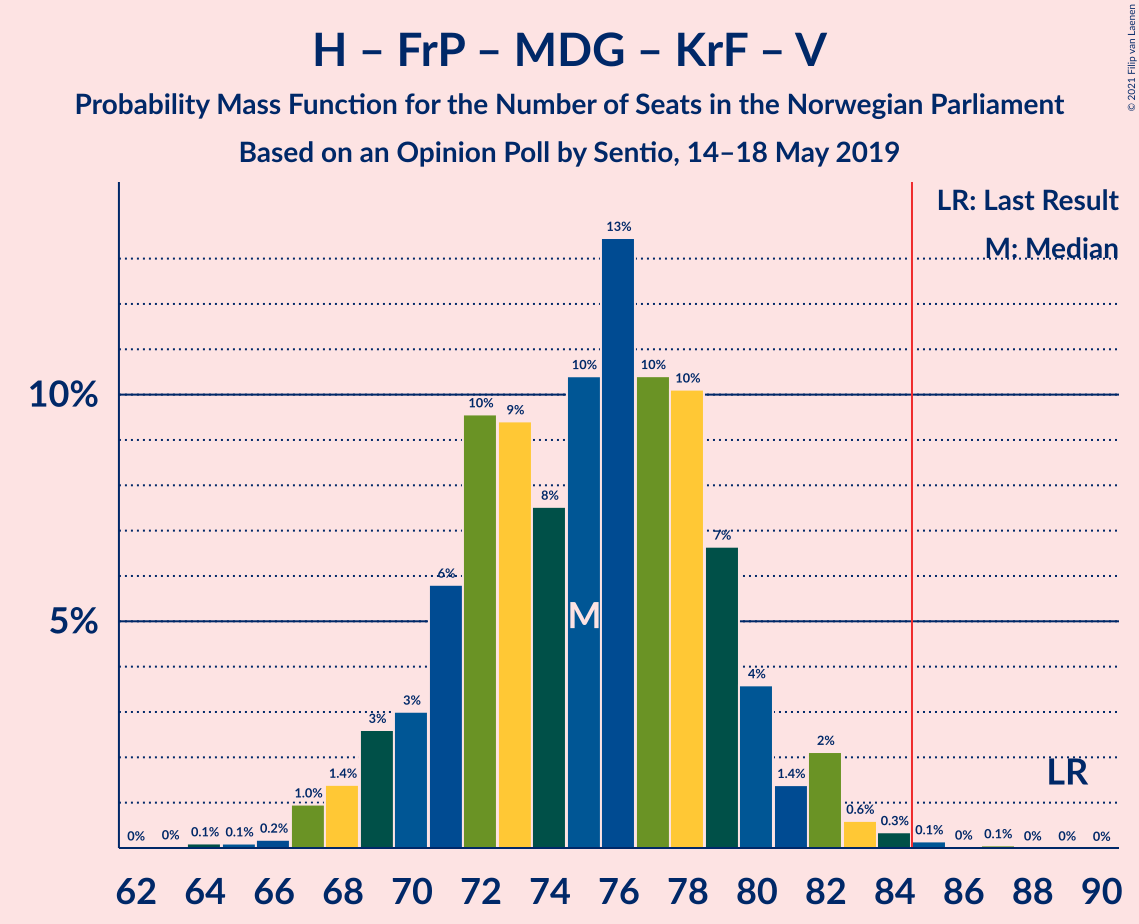 © 2021 Filip van Laenen
H – FrP – MDG – KrF – V
Probability Mass Function for the Number of Seats in the Norwegian Parliament
Based on an Opinion Poll by Sentio, 14–18 May 2019
LR: Last Result
M: Median
10%
5%
0% 0% 0.1% 0.1% 0.2% 1.0% 1.4% 3% 3% 6% 10% 9% 8% 10% 13% 10% 10% 7% 4% 1.4% 2% 0.6% 0.3% 0.1% 0% 0.1% 0% 0% 0%
M
LR
62 64 66 68 70 72 74 76 78 80 82 84 86 88 90